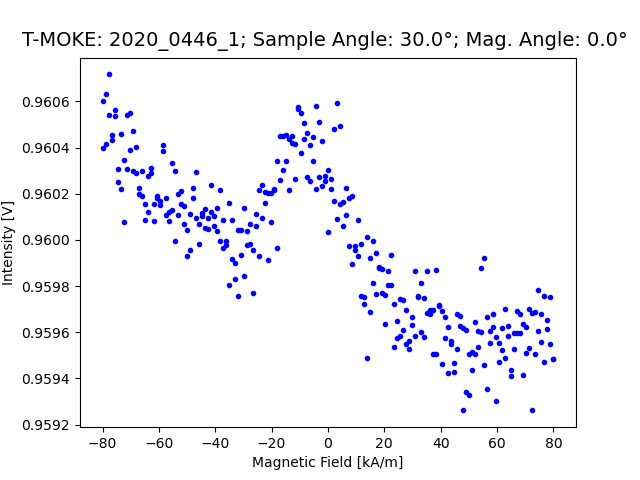 T-MOKE: 2020_0446_1; Sample Angle: 30.0°; Mag. Angle: 0.0°
0.9606
0.9604
0.9602
0.9600
0.9598
0.9596
0.9594
0.9592
Intensity [V]
−80 −60 −40 −20 0 20 40 60 80
Magnetic Field [kA/m]